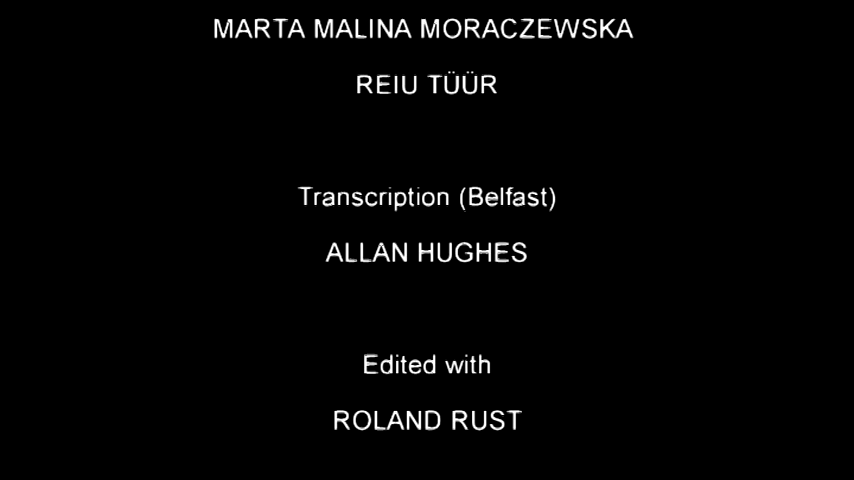 MARTA MALINA MORACZEWSKA
REIU TÜÜR
Transcription (Belfast)
ALLAN HUGHES
Edited with
ROLAND RUST